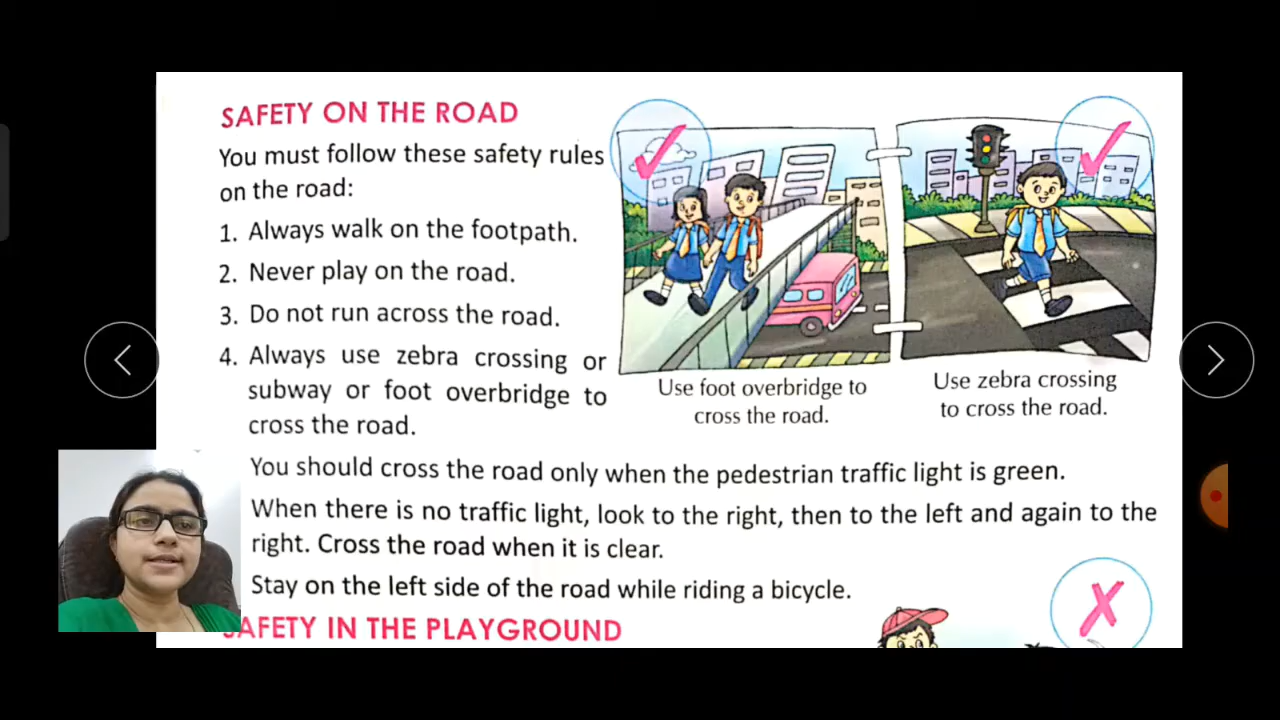 SAFETY ON THE ROAD
You must follow these safety rules
on the road:
1. Always walk on the footpath.
2. Never play on the road.
3. Do not run across the road.
4. Always use zebra crossing or
subway or foot overbridge to
cross the road.
Use foot overbridge to
cross the road.
Use zebra crossing
to cross the road.
You should cross the road only when the pedestrian traffic light is green.
When there is no traffic light, look to the right, then to the left and again to the
right. Cross the road when it is clear.
Stay on the left side of the road while riding a bicycle.
SAFETY IN THE PLAYGROUND